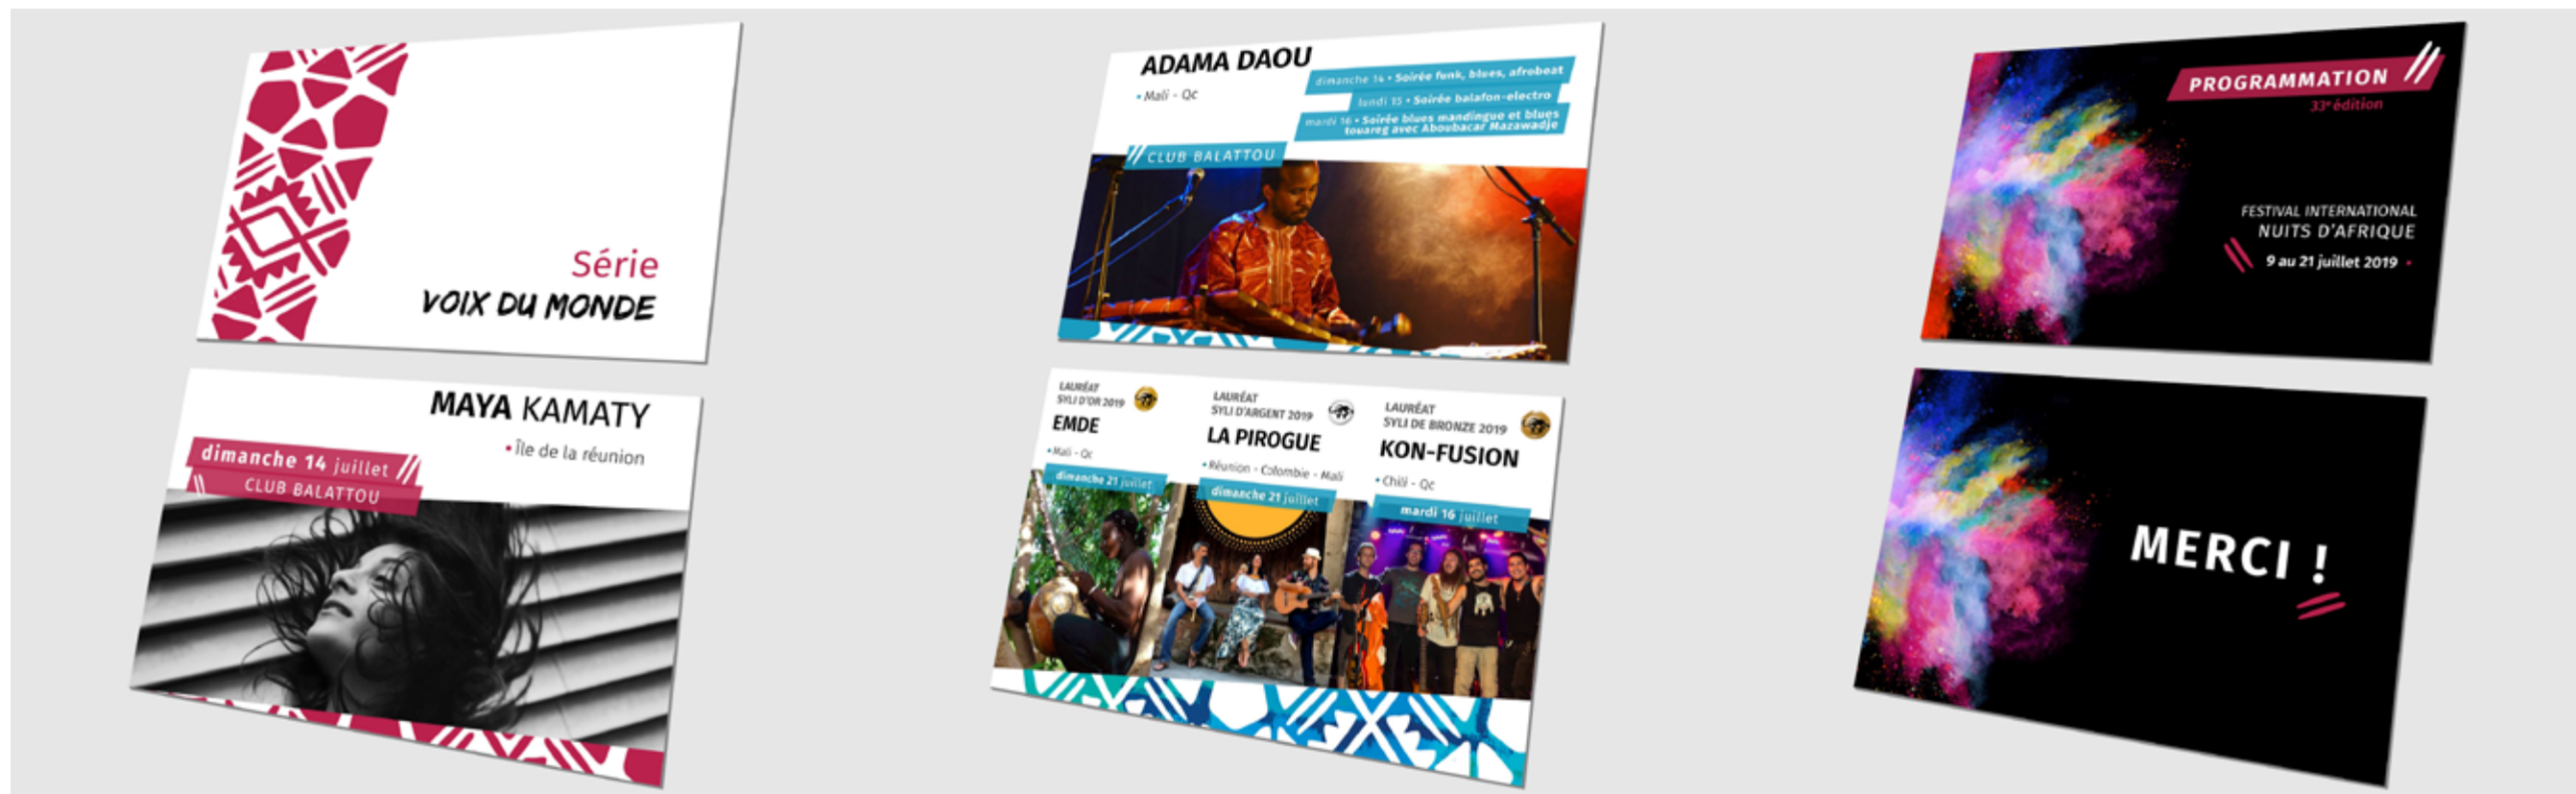 Série
VOIX DU MONDE
MAYA KAMATY
• Île de la réunion
dimanche 14 juillet
CLUB BALATTOU
ADAMA DAOU
• Mali - Qc
dimanche 14 • Soirée funk, blues, afrobeat
lundi 15 • Soirée balafon-electro
mardi 16 • Soirée blues mandingue et blues
touareg avec Aboubacar Mazawadje
CLUB BALATTOU
LAURÉAT
SYLI D'OR 2019
EMDE
• Mali - Qc
dimanche 21 juillet
LAURÉAT
SYLI D'ARGENT 2019
LA PIROGUE
• Réunion - Colombie - Mali
dimanche 21 juillet
LAURÉAT
SYLI DE BRONZE 2019
KON-FUSION
• Chili - Qc
mardi 16 juillet
PROGRAMMATION
33e édition
FESTIVAL INTERNATIONAL
NUITS D'AFRIQUE
9 au 21 juillet 2019 •
MERCI !